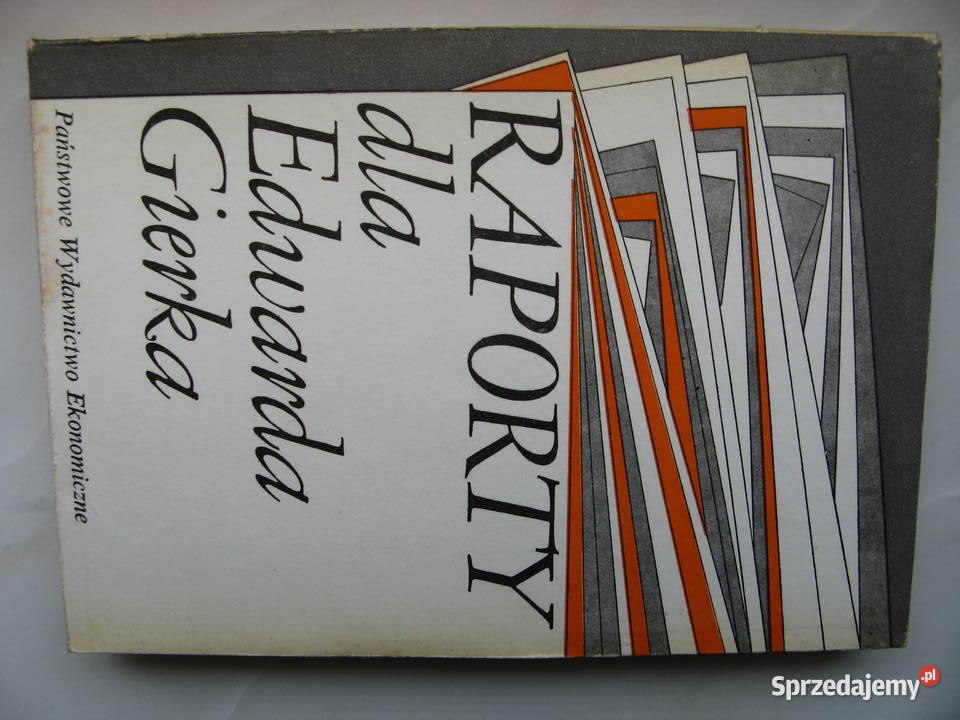 RAPORTY
dla
Edwarda
Gierka
Państwowe Wydawnictwo Ekonomiczne
Sprzedajemy.pl